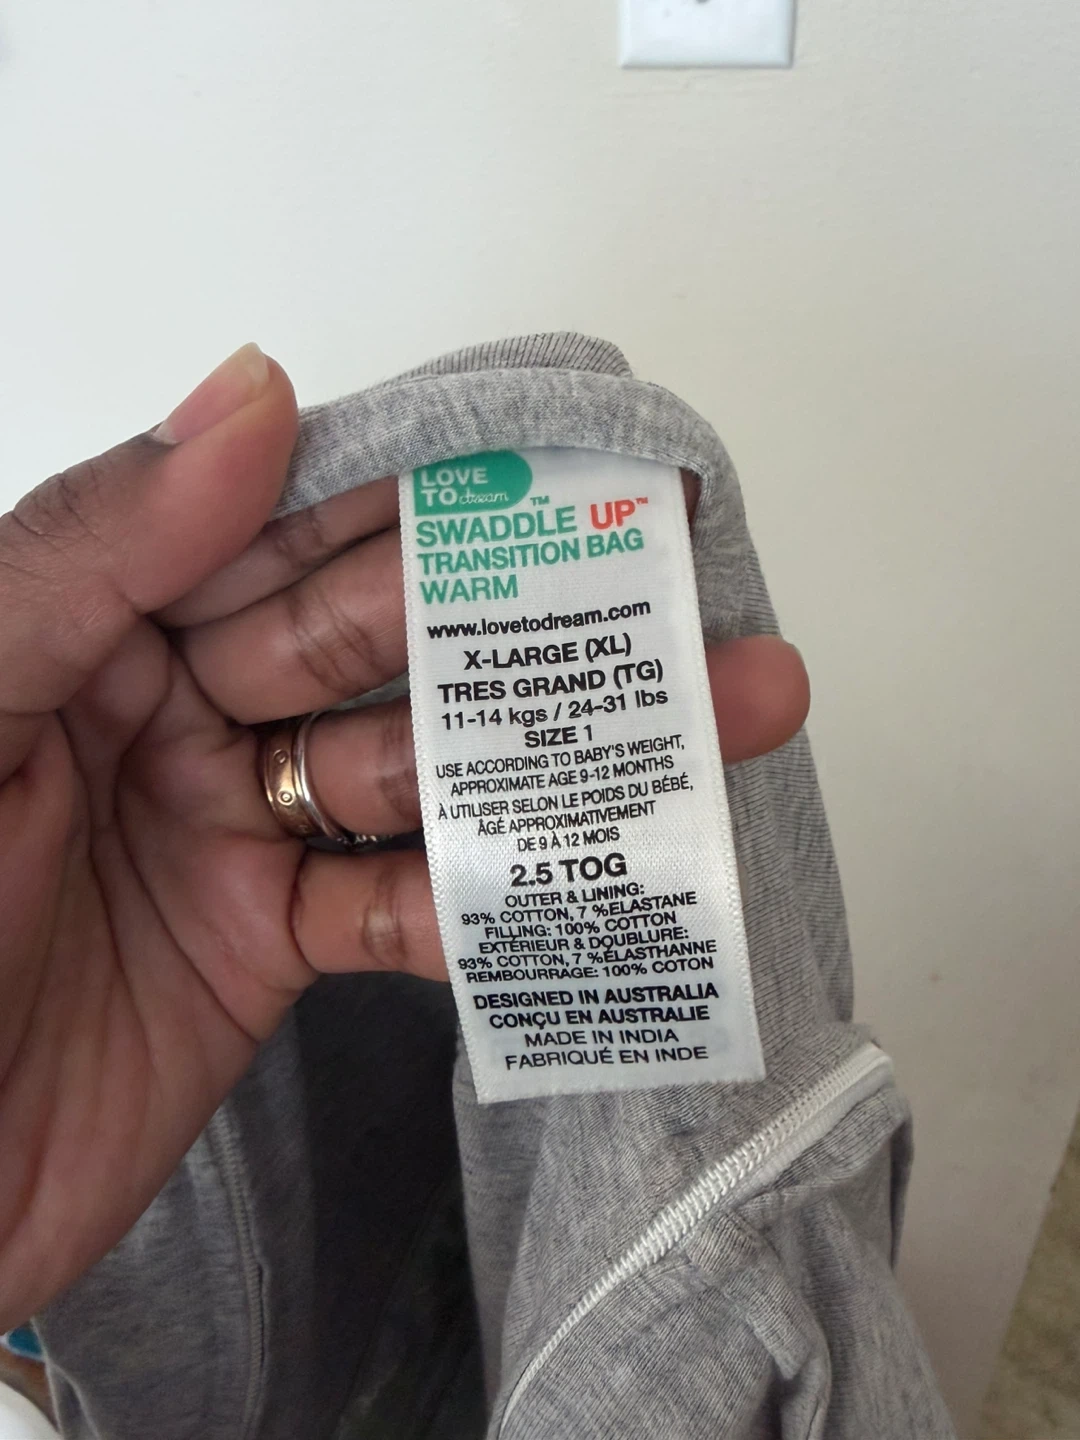 LOVE
TO dream
SWADDLE UP™
TRANSITION BAG
WARM
www.lovetodream.com
X-LARGE (XL)
TRES GRAND (TG)
11-14 kgs / 24-31 lbs
SIZE 1
USE ACCORDING TO BABY'S WEIGHT,
APPROXIMATE AGE 9-12 MONTHS
À UTILISER SELON LE POIDS DU BÉBÉ,
ÂGÉ APPROXIMATIVEMENT
DE 9 À 12 MOIS
2.5 TOG
OUTER & LINING:
93% COTTON, 7 %ELASTANE
FILLING: 100% COTTON
EXTÉRIEUR & DOUBLURE:
93% COTTON, 7 %ÉLASTHANNE
REMBOURRAGE: 100% COTON
DESIGNED IN AUSTRALIA
CONÇU EN AUSTRALIE
MADE IN INDIA
FABRIQUÉ EN INDE